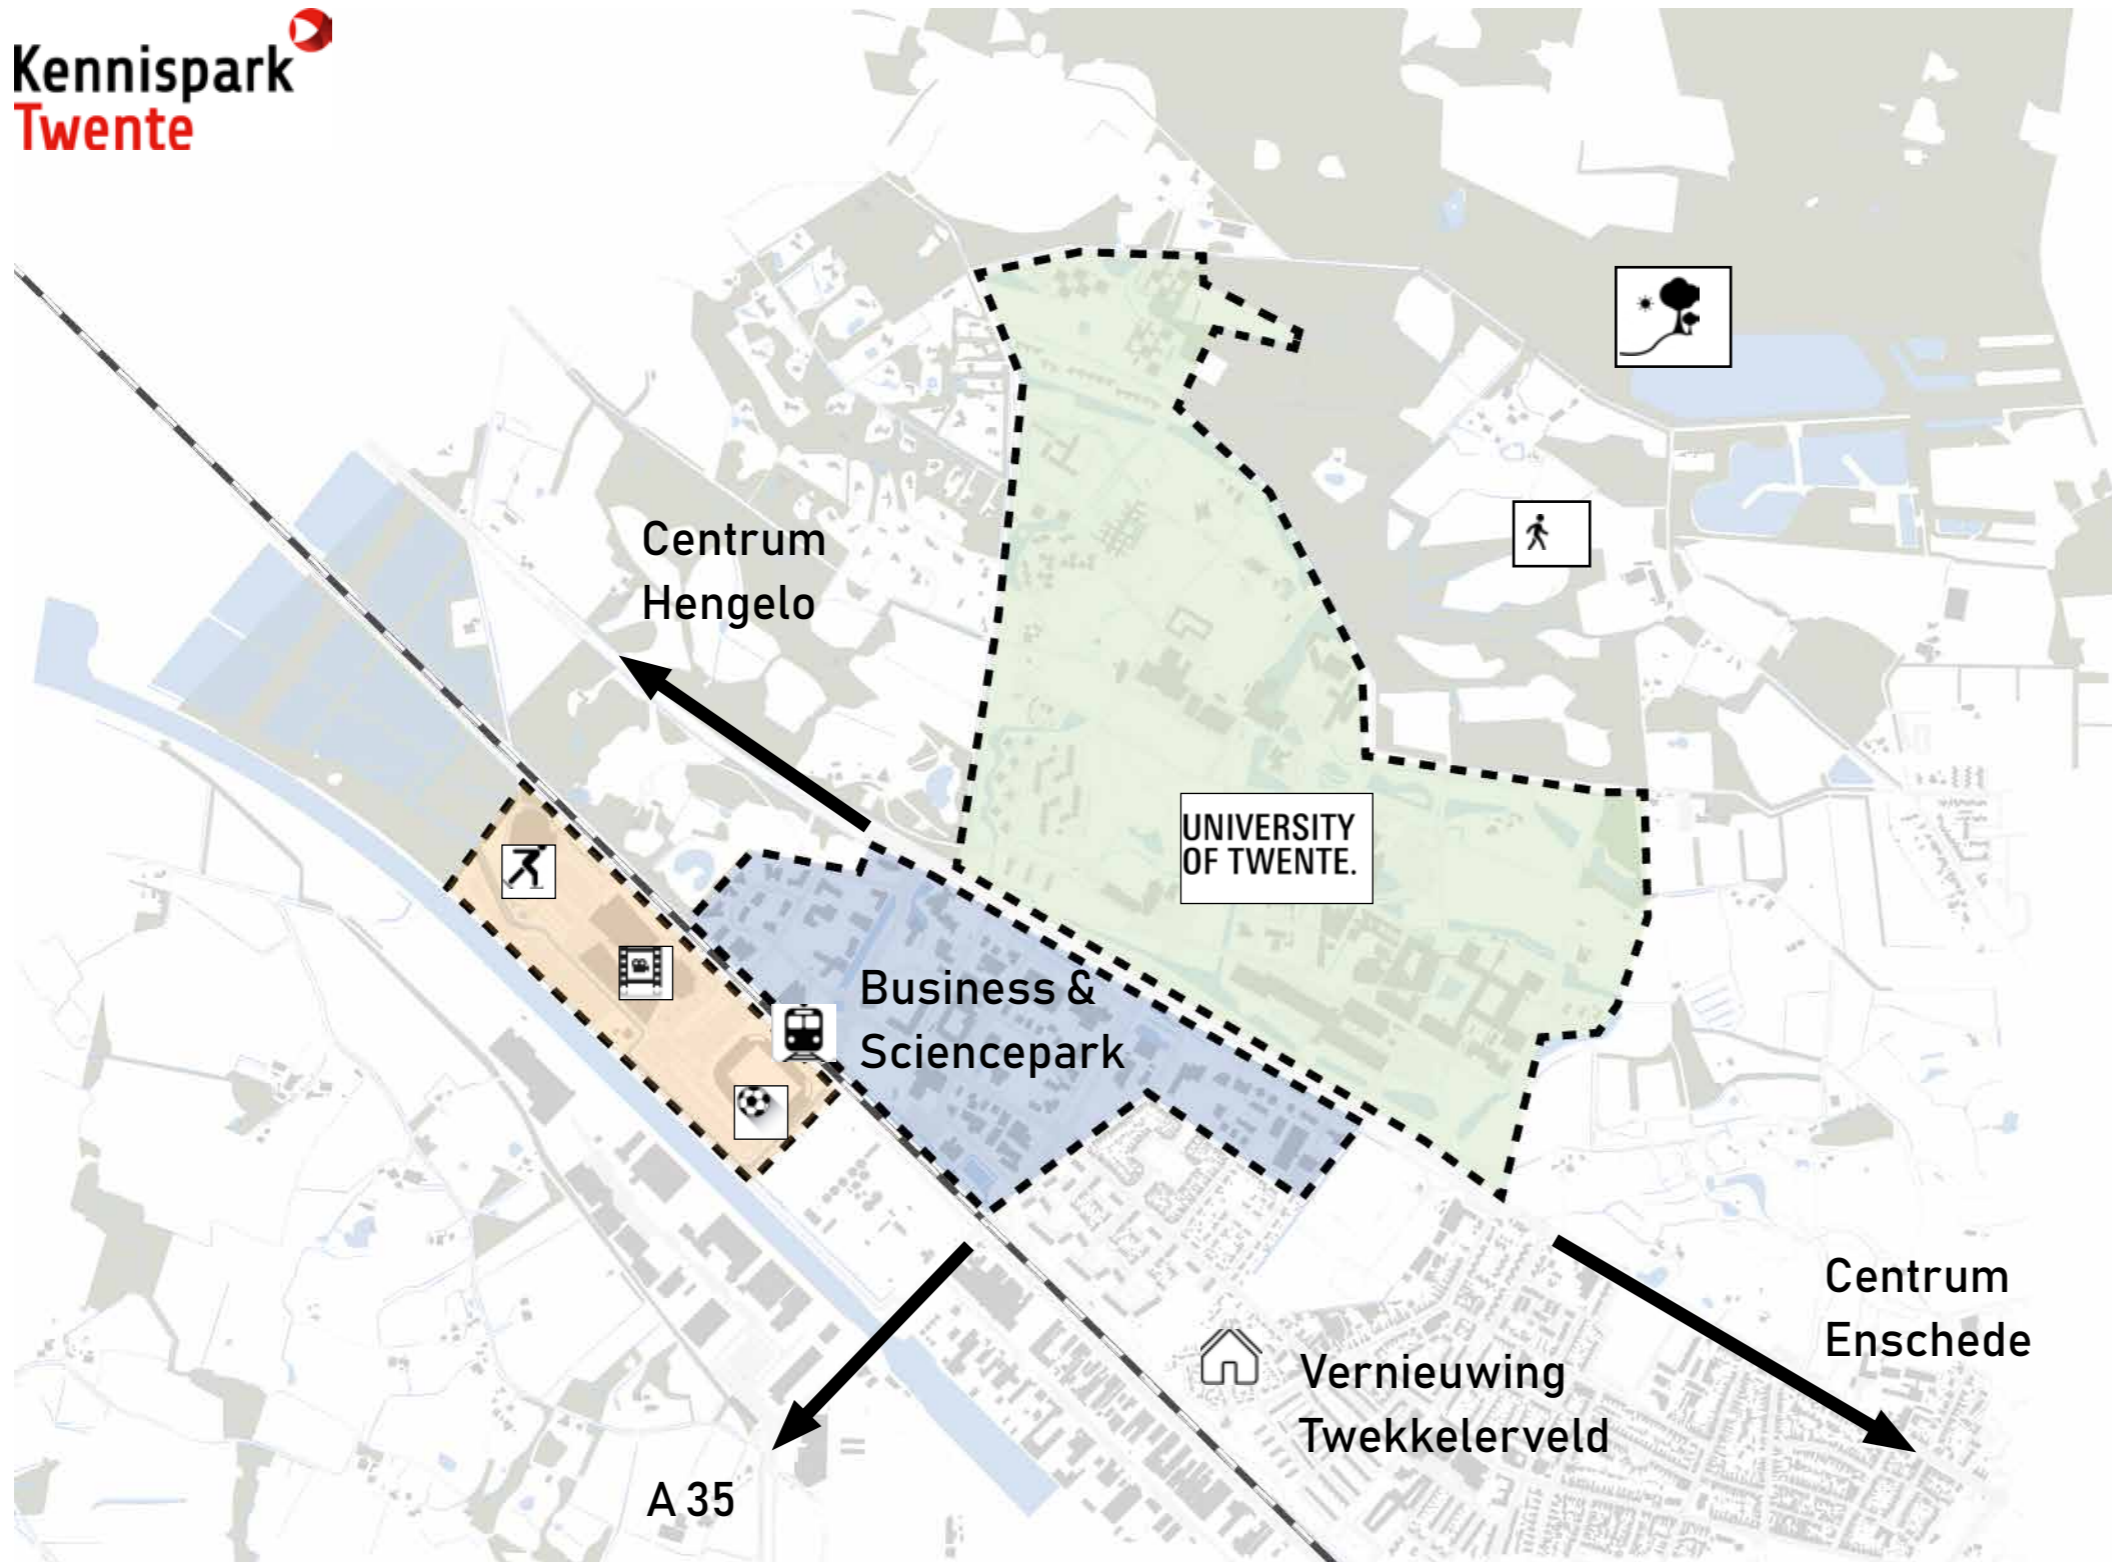 Kennispark
Twente
Centrum
Hengelo
UNIVERSITY
OF TWENTE.
Business &
Sciencepark
Centrum
Enschede
Vernieuwing
Twekkelerveld
A 35